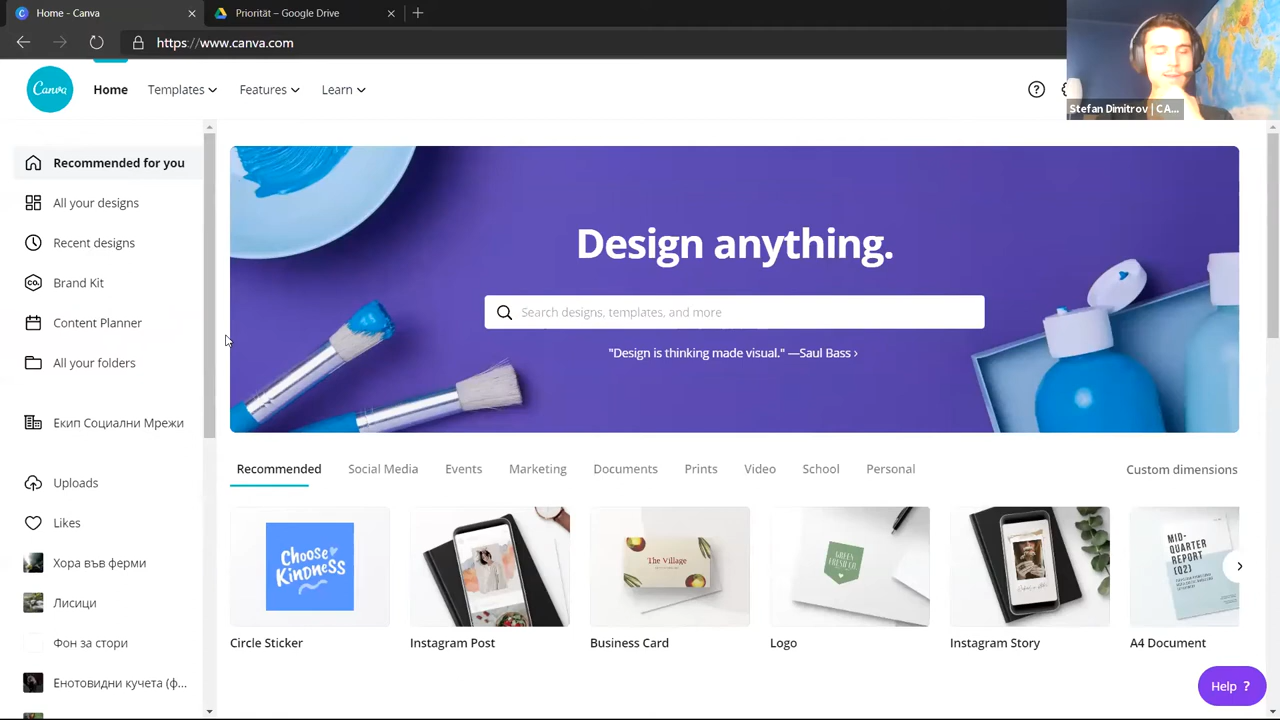 Home - Canva
Prioritāt – Google Drive
https://www.canva.com
Stefan Dimitrov | CA...
Canva
Home
Templates
Features
Learn
Recommended for you
All your designs
Recent designs
Brand Kit
Content Planner
All your folders
Екип Социални Мрежи
Uploads
Likes
Хора във ферми
Лисици
Фон за стори
Енотовидни кучета (ф...
Design anything.
Search designs, templates, and more
"Design is thinking made visual." —Saul Bass ›
Recommended
Social Media
Events
Marketing
Documents
Prints
Video
School
Personal
Custom dimensions
Choose
Kindness
The Village
GREEN
FRESH CO
MID-
QUARTER
REPORT
(Q2)
Circle Sticker
Instagram Post
Business Card
Logo
Instagram Story
A4 Document
Help ?